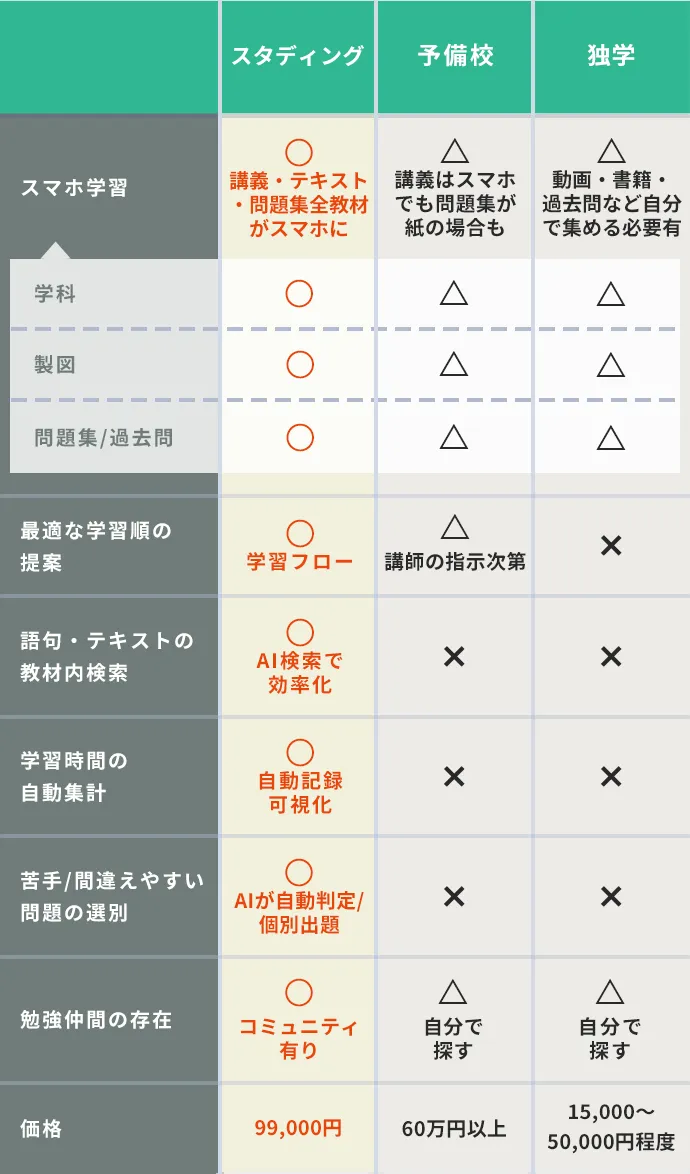 スタディング
予備校
独学
スマホ学習
○
講義・テキスト
・問題集全教材
がスマホに
△
講義はスマホ
でも問題集が
紙の場合も
△
動画・書籍・
過去問など自分
で集める必要有
学科
○
△
△
製図
○
△
△
問題集/過去問
○
△
△
最適な学習順の
提案
○
学習フロー
△
講師の指示次第
×
語句・テキストの
教材内検索
○
AI検索で
効率化
×
×
学習時間の
自動集計
○
自動記録
可視化
×
×
苦手/間違えやすい
問題の選別
○
AIが自動判定/
個別出題
×
×
勉強仲間の存在
○
コミュニティ
有り
△
自分で
探す
△
自分で
探す
価格
99,000円
60万円以上
15,000〜
50,000円程度